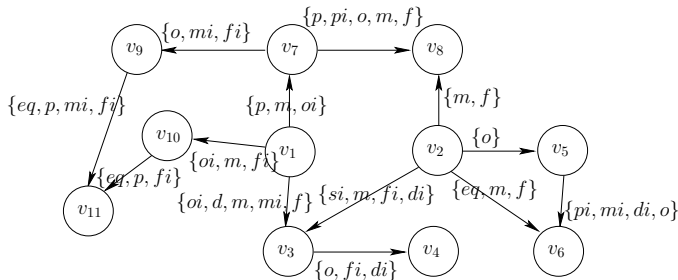 {p, pi, o, m, f}
{o, mi, fi}
v9
v7
v8
{eq, p, mi, fi}
{p, m, oi}
{m, f}
v10
{oi, m, fi}
v1
v2
{o}
v5
{eq, p, fi}
{oi, d, m, mi, f}
{si, m, fi, di}
{eq, m, f}
v11
{pi, mi, di, o}
v3
v4
v6
{o, fi, di}